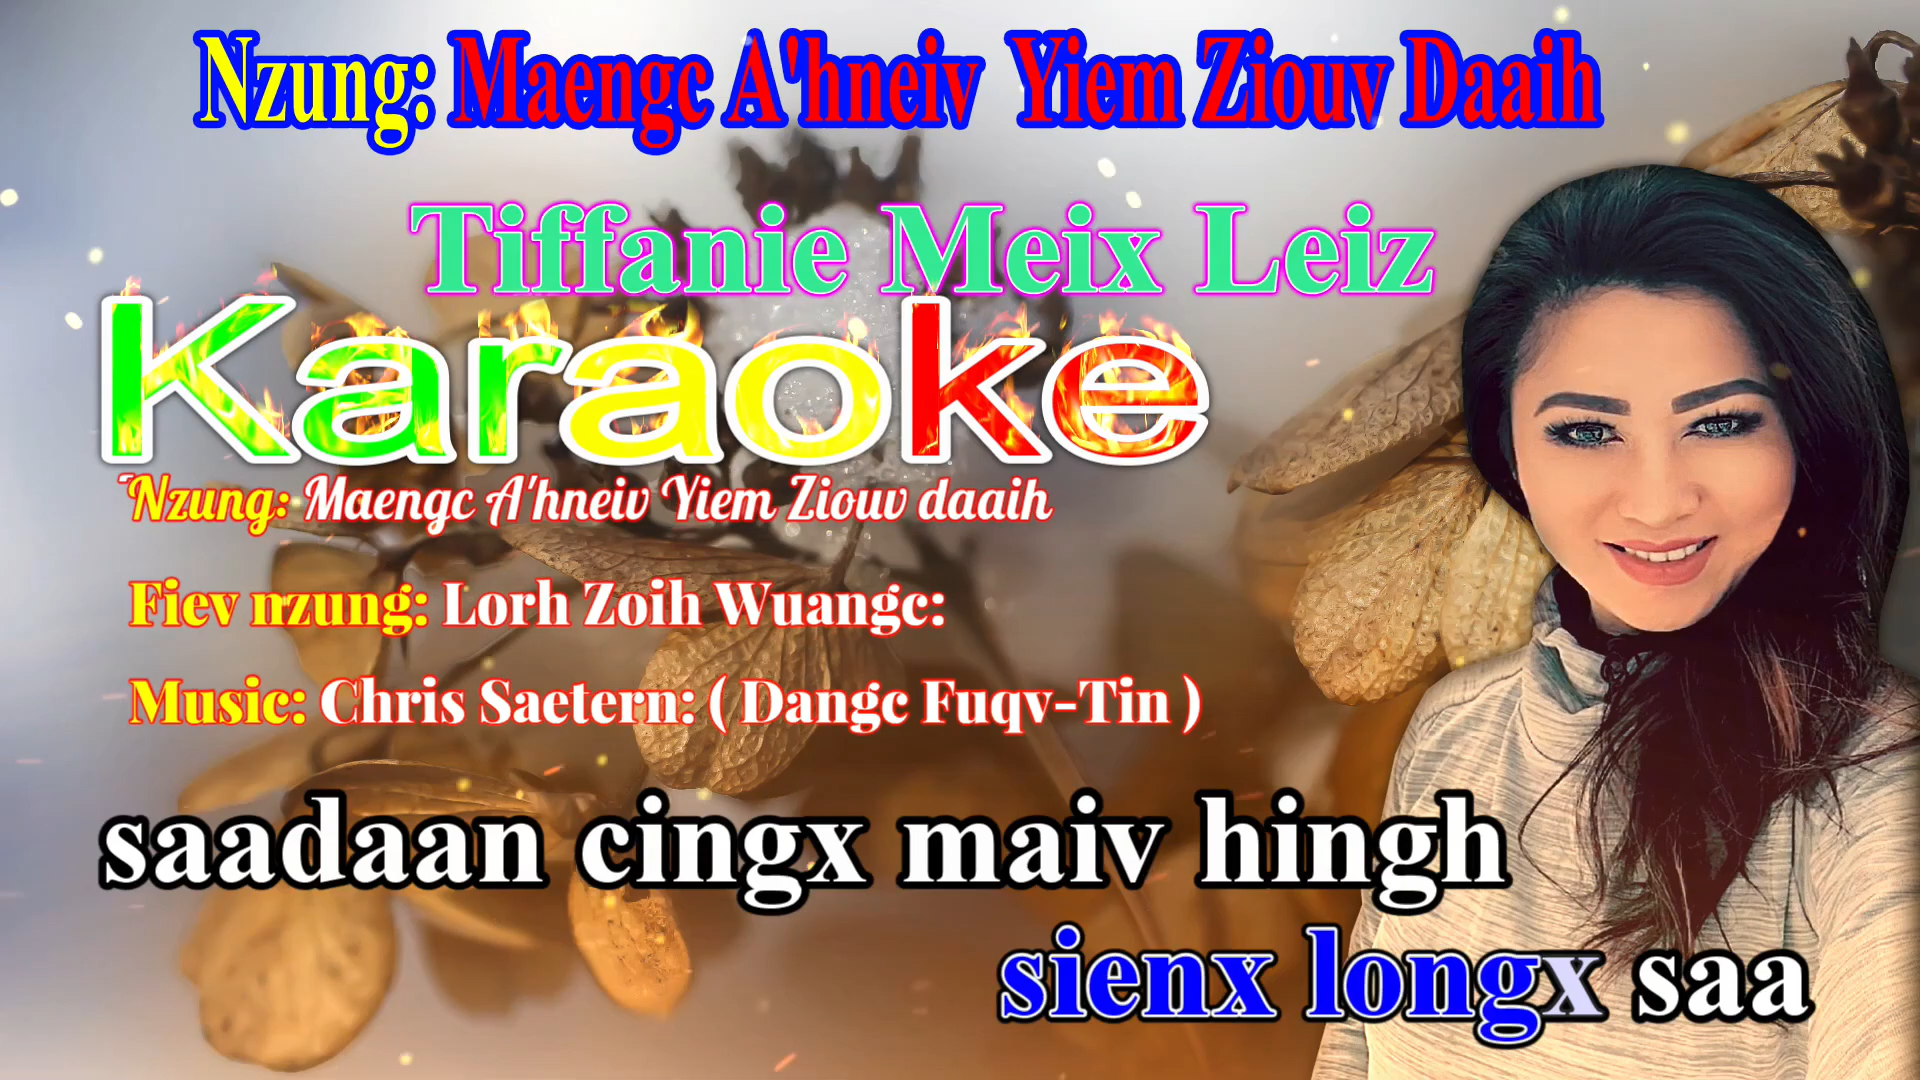 Nzung: Maengc A'hneiv Yiem Ziouv Daaih
Tiffanie Meix Leiz
Karaoke
Nzung: Maengc A'hneiv Yiem Ziouv daaih
Fiev nzung: Lorh Zoih Wuangc:
Music: Chris Saetern: ( Dangc Fuqv-Tin )
saadaan cingx maiv hingh
sienx longx saa